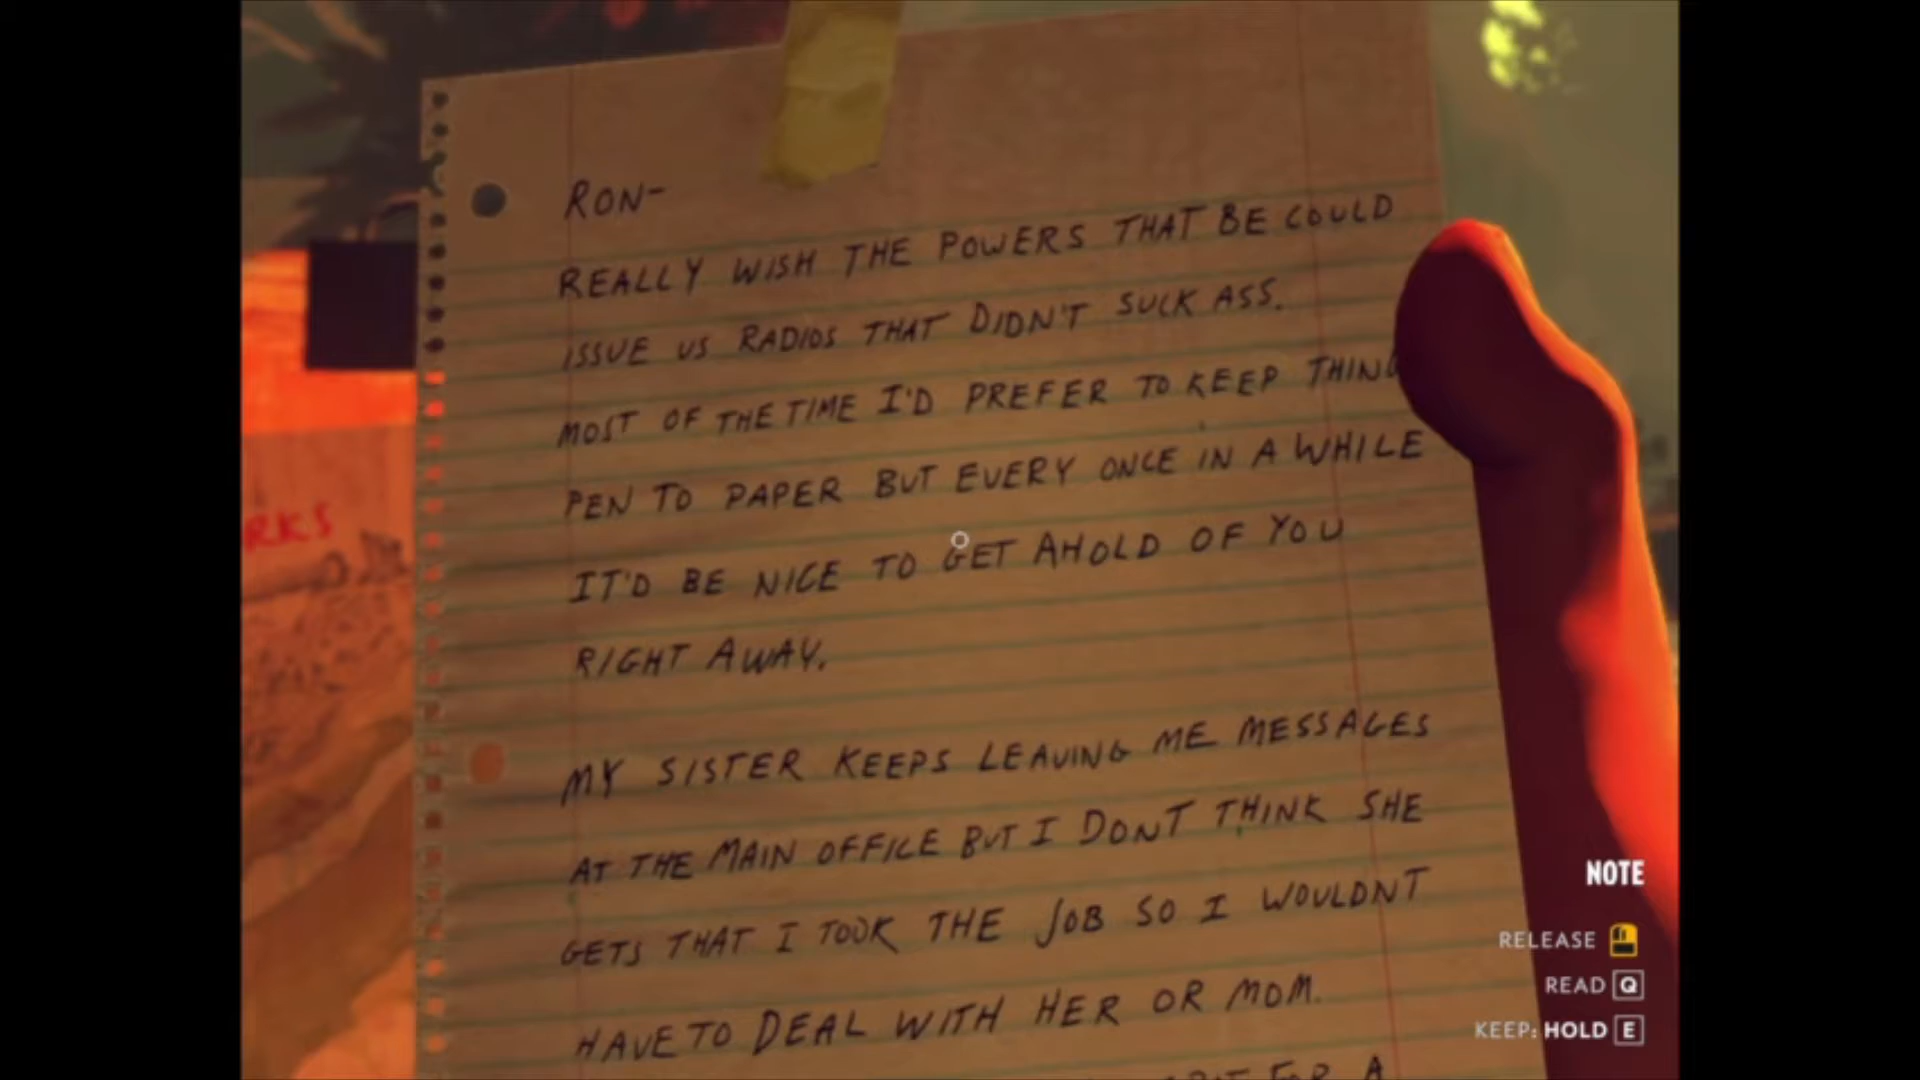 RON-
REALLY WISH THE POWERS THAT BE COULD
ISSUE US RADIOS THAT DIDN'T SUCK ASS.
MOST OF THE TIME I'D PREFER TO KEEP
PEN TO PAPER BUT EVERY ONCE IN A WHILE
IT'D BE NICE TO GET AHOLD OF YOU
RIGHT AWAY.
MY SISTER KEEPS LEAVING ME MESSAGES
AT THE MAIN OFFICE BUT I DONT THINK SHE
GETS THAT I TOOK THE JOB SO I WOULDNT
HAVE TO DEAL WITH HER OR MOM.
FOR A
RKS
NOTE
RELEASE
READ Q
KEEP: HOLD E